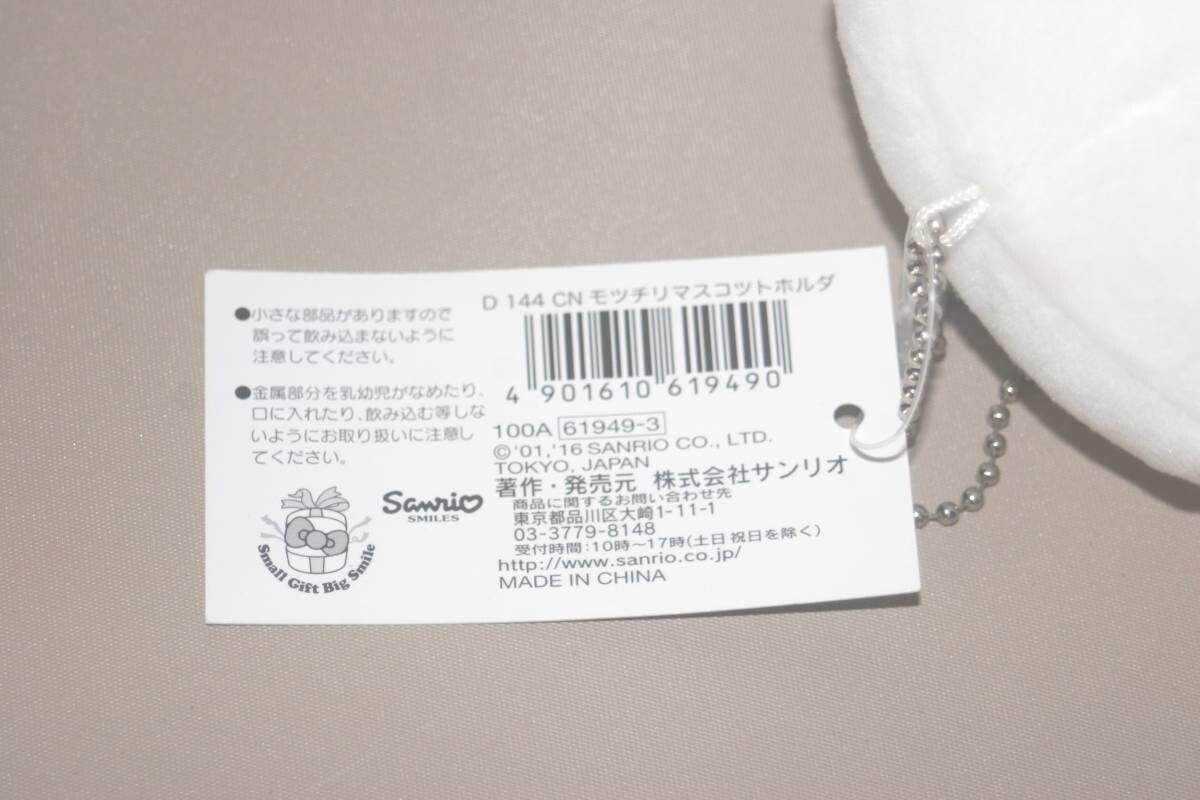 ●小さな部品がありますので
誤って飲み込まないように
注意してください。
●金属部分を乳幼児がなめたり、
口に入れたり、飲み込む等しな
いようにお取り扱いに注意し
てください。
Small Gift Big Smile
Sanrio
SMILES
D 144 CN モツチリマスコツトホルダ
4 901610 619490
100A 61949-3
©'01,'16 SANRIO CO., LTD.
TOKYO, JAPAN
著作・発売元 株式会社サンリオ
商品に関するお問い合わせ先
東京都品川区大崎1-11-1
03-3779-8148
受付時間:10時〜17時(土日 祝日を除く)
http://www.sanrio.co.jp/
MADE IN CHINA